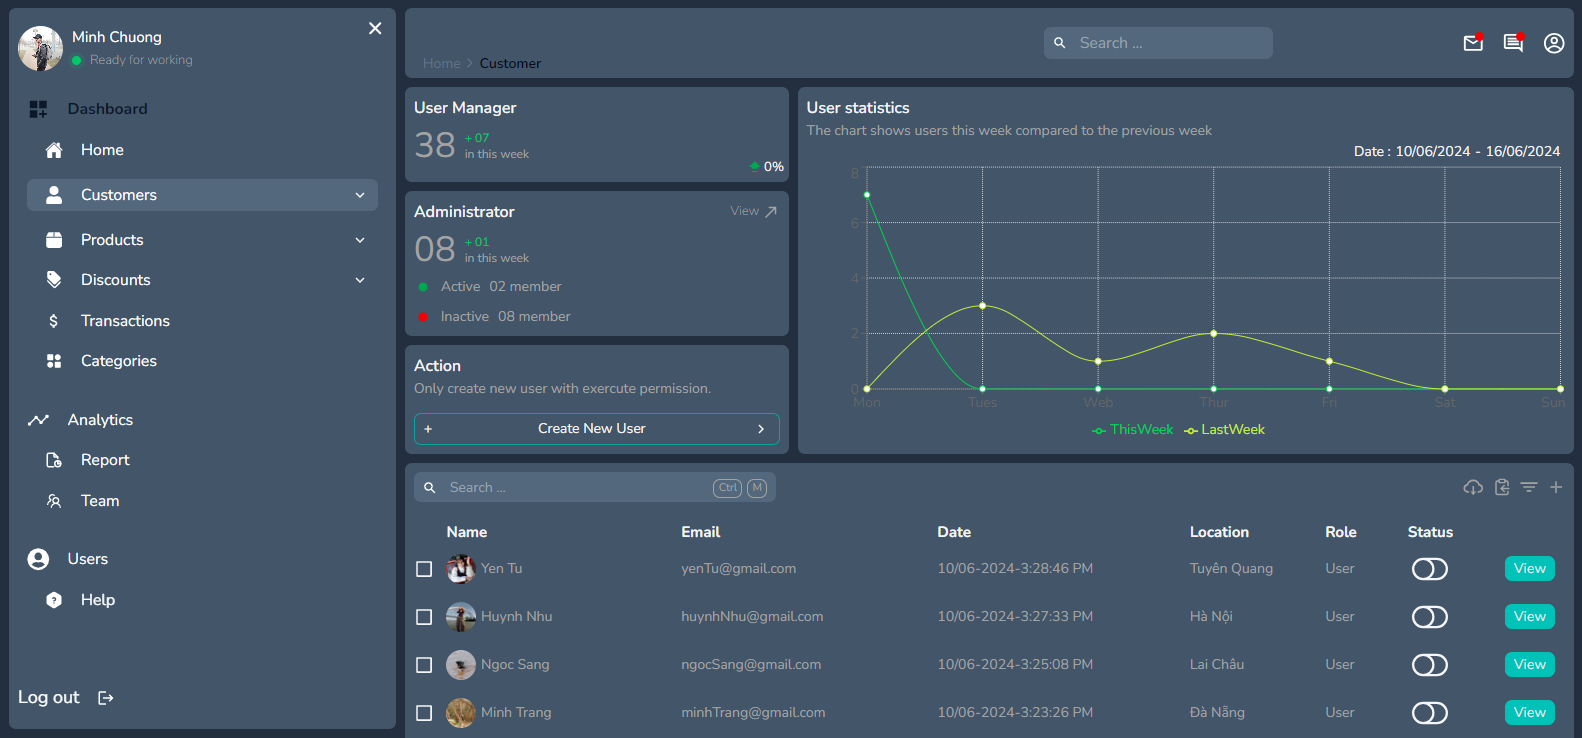 Minh Chuong
Ready for working
Dashboard
Home
Customers
Products
Discounts
$ Transactions
Categories
Analytics
Report
Team
Users
? Help
Log out
Search ...
Home > Customer
User Manager
38 + 07
in this week
0%
Administrator View
08 + 01
in this week
Active 02 member
Inactive 08 member
Action
Only create new user with exercute permission.
+ Create New User >
User statistics
The chart shows users this week compared to the previous week
Date : 10/06/2024 - 16/06/2024
8
6
4
2
0
Mon Tues Web Thur Fri Sat Sun
ThisWeek LastWeek
Search ... Ctrl M
Name Email Date Location Role Status
Yen Tu yenTu@gmail.com 10/06-2024-3:28:46 PM Tuyên Quang User View
Huynh Nhu huynhNhu@gmail.com 10/06-2024-3:27:33 PM Hà Nội User View
Ngoc Sang ngocSang@gmail.com 10/06-2024-3:25:08 PM Lai Châu User View
Minh Trang minhTrang@gmail.com 10/06-2024-3:23:26 PM Đà Nẵng User View